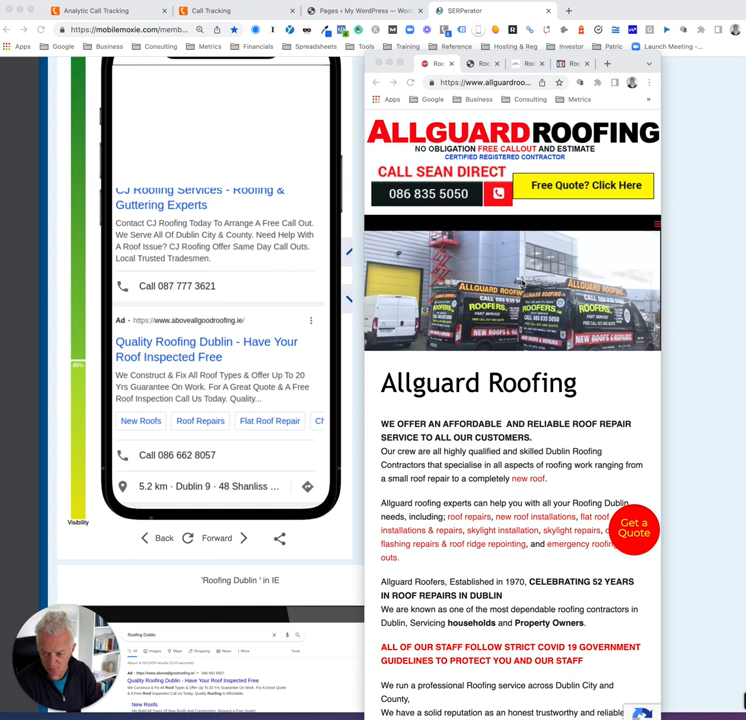 Analytic Call Tracking
Call Tracking
Pages ‹ My WordPress — Word
SERPerator
https://mobilemoxie.com/memb...
Apps
Google
Business
Consulting
Metrics
Financials
Spreadsheets
Tools
Training
Reference
Hosting & Reg
Investor
Patric
Launch Meeting -...
CJ Roofing Services - Roofing &
Guttering Experts
Contact CJ Roofing Today To Arrange A Free Call Out.
We Serve All Of Dublin City & County. Need Help With
A Roof Issue? CJ Roofing Offer Same Day Call Outs.
Local Trusted Tradesmen.
Call 087 777 3621
Ad · https://www.aboveallgoodroofing.ie/
Quality Roofing Dublin - Have Your
Roof Inspected Free
We Construct & Fix All Roof Types & Offer Up To 20
Yrs Guarantee On Work. For A Great Quote & A Free
Roof Inspection Call Us Today. Quality...
New Roofs
Roof Repairs
Flat Roof Repair
Call 086 662 8057
5.2 km · Dublin 9 · 48 Shanliss ...
Visibility
Back
Forward
'Roofing Dublin ' in IE
Roofing Dublin
All
Images
Maps
Shopping
News
More
Tools
Quality Roofing Dublin - Have Your Roof Inspected Free
New Roofs
https://www.allguardroo...
Apps
Google
Business
Consulting
Metrics
»
ALLGUARD ROOFING
NO OBLIGATION FREE CALLOUT AND ESTIMATE
CERTIFIED REGISTERED CONTRACTOR
CALL SEAN DIRECT
086 835 5050
Free Quote? Click Here
ALLGUARD ROOFING
ROOFING
NEW ROOFS
Allguard Roofing
WE OFFER AN AFFORDABLE AND RELIABLE ROOF REPAIR
SERVICE TO ALL OUR CUSTOMERS.
Our crew are all highly qualified and skilled Dublin Roofing
Contractors that specialise in all aspects of roofing work ranging from
a small roof repair to a completely new roof.
Allguard roofing experts can help you with all your Roofing Dublin
needs, including; roof repairs, new roof installations, flat roof
installations & repairs, skylight installation, skylight repairs,
flashing repairs & roof ridge repointing, and emergency roofing
outs.
Get a
Quote
Allguard Roofers, Established in 1970, CELEBRATING 52 YEARS
IN ROOF REPAIRS IN DUBLIN
We are known as one of the most dependable roofing contractors in
Dublin, Servicing households and Property Owners.
ALL OF OUR STAFF FOLLOW STRICT COVID 19 GOVERNMENT
GUIDELINES TO PROTECT YOU AND OUR STAFF
We run a professional Roofing service across Dublin City and
County,
We have a solid reputation as an honest trustworthy and reliable